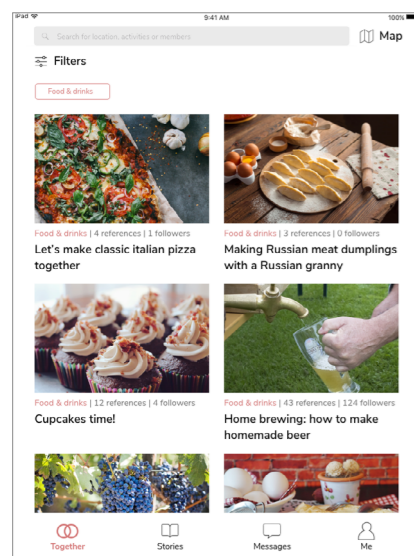 iPad
9:41 AM
100%
Search for location, activities or members
Map
Filters
Food & drinks
Food & drinks | 4 references | 1 followers
Let's make classic italian pizza
together
Food & drinks | 3 references | 0 followers
Making Russian meat dumplings
with a Russian granny
Food & drinks | 12 references | 4 followers
Cupcakes time!
Food & drinks | 43 references | 124 followers
Home brewing: how to make
homemade beer
Together
Stories
Messages
Me